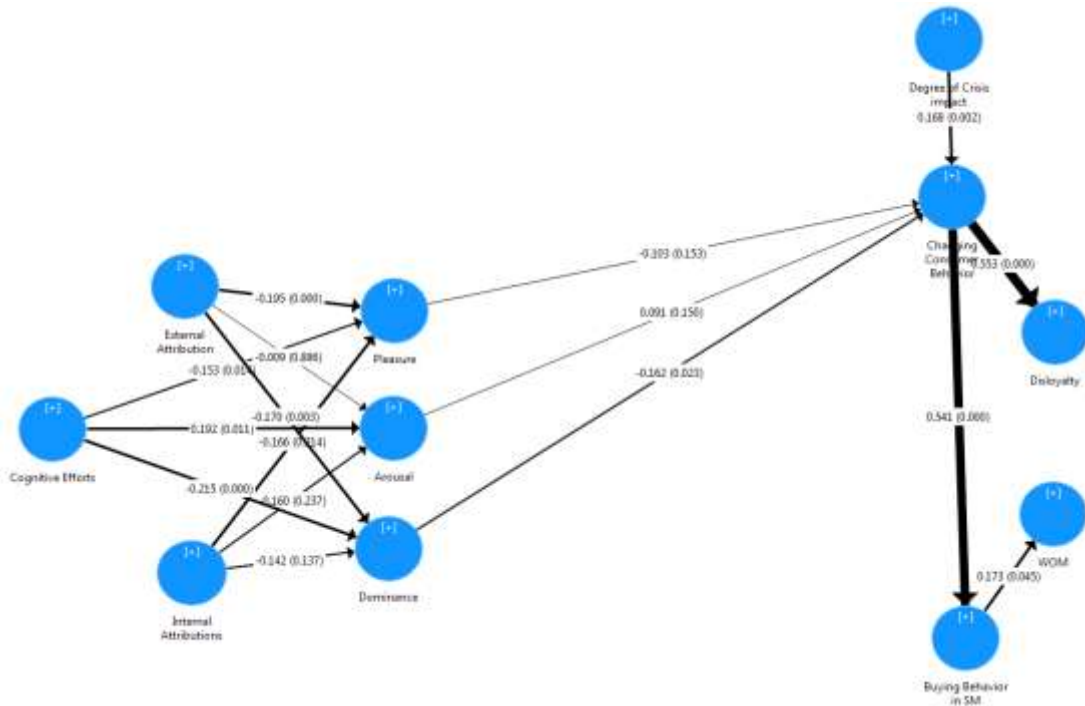 [+]
Degree of Crisis
impact
0.168 (0.002)
[+]
Changing
Consumer
Behavior
0.553 (0.000)
[+]
Disloyalty
0.541 (0.000)
[+]
WOM
0.173 (0.045)
[+]
Buying Behavior
in SM
-0.103 (0.153)
0.091 (0.150)
-0.162 (0.023)
[+]
External
Attribution
-0.195 (0.000)
[+]
Pleasure
-0.009 (0.886)
-0.153 (0.014)
[+]
Cognitive Efforts
-0.170 (0.003)
0.192 (0.011)
-0.166
[+]
Arousal
-0.215 (0.000)
0.160 (0.237)
[+]
Internal
Attributions
-0.142 (0.137)
[+]
Dominance